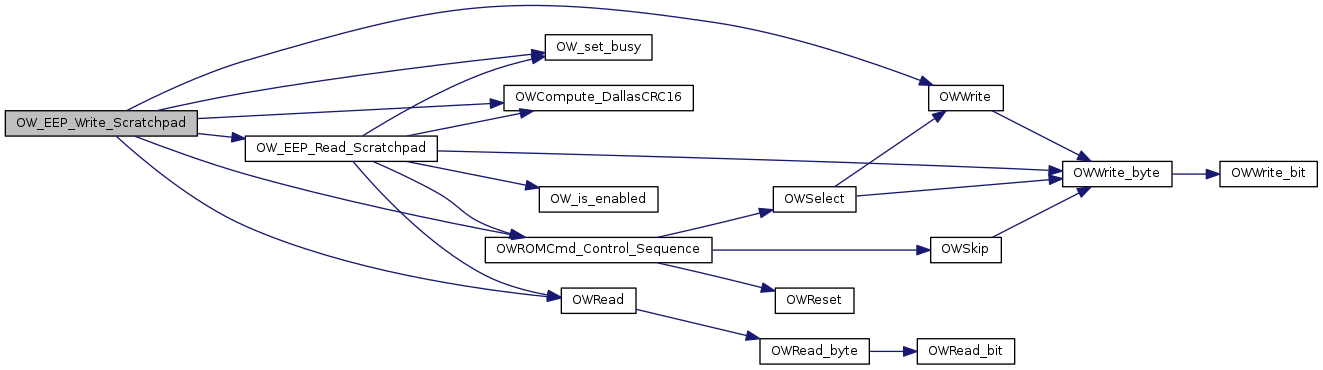 OW_EEP_Write_Scratchpad
OW_set_busy
OWCompute_DallasCRC16
OW_EEP_Read_Scratchpad
OW_is_enabled
OWROMCmd_Control_Sequence
OWRead
OWWrite
OWSelect
OWSkip
OWReset
OWRead_byte
OWRead_bit
OWWrite_byte
OWWrite_bit